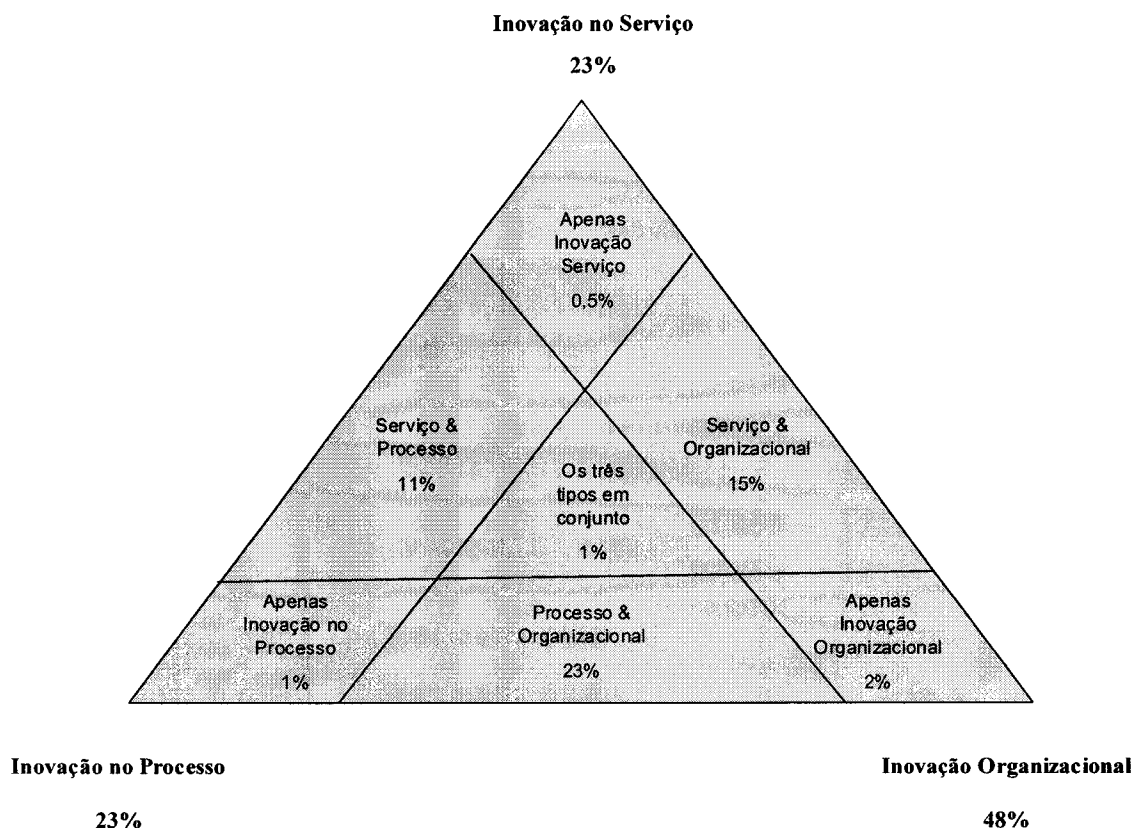 Inovação no Serviço
23%
Apenas
Inovação
Serviço
0,5%
Serviço &
Processo
11%
Serviço &
Organizacional
15%
Os três
tipos em
conjunto
1%
Apenas
Inovação no
Processo
1%
Processo &
Organizacional
23%
Apenas
Inovação
Organizacional
2%
Inovação no Processo
23%
Inovação Organizacional
48%